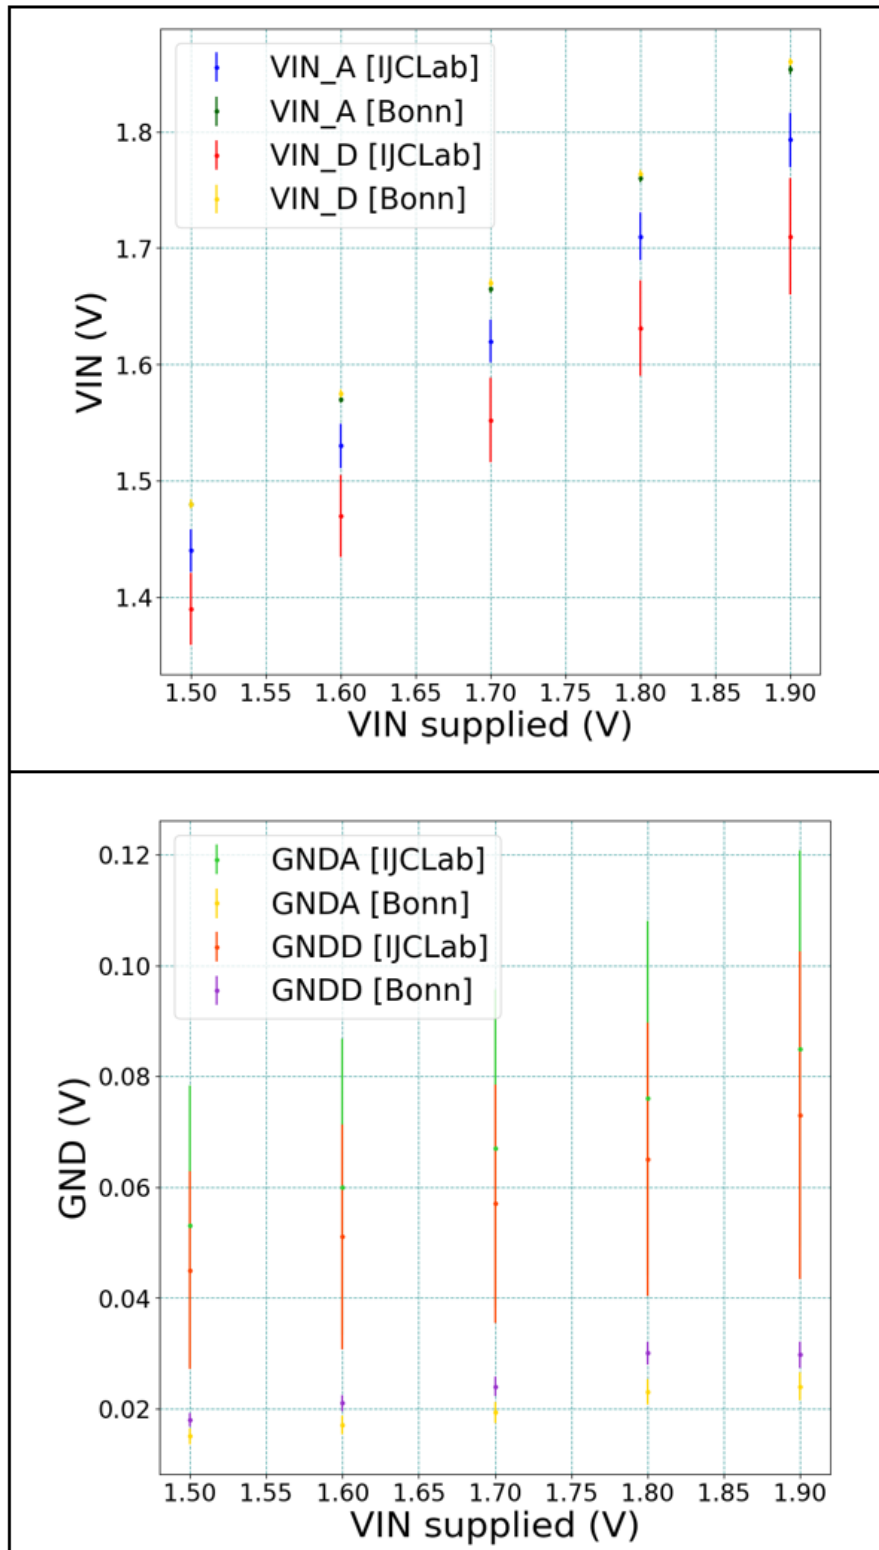 VIN_A [IJCLab]
VIN_A [Bonn]
VIN_D [IJCLab]
VIN_D [Bonn]
1.8
1.7
1.6
1.5
1.4
VIN (V)
1.50 1.55 1.60 1.65 1.70 1.75 1.80 1.85 1.90
VIN supplied (V)
GNDA [IJCLab]
GNDA [Bonn]
GNDD [IJCLab]
GNDD [Bonn]
0.12
0.10
0.08
0.06
0.04
0.02
GND (V)
1.50 1.55 1.60 1.65 1.70 1.75 1.80 1.85 1.90
VIN supplied (V)